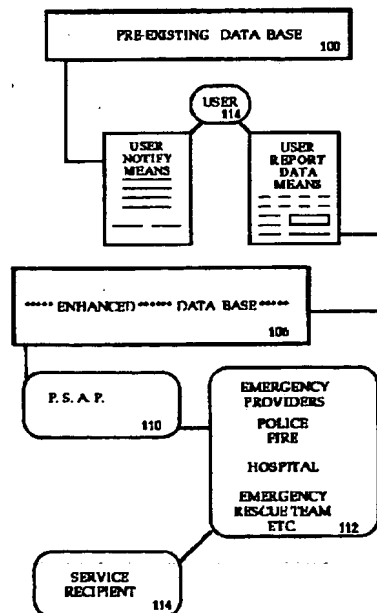 PRE-EXISTING DATA BASE
100
USER
114
USER
NOTIFY
MEANS
USER
REPORT
DATA
MEANS
***** ENHANCED ****** DATA BASE *****
106
P.S.A.P.
110
EMERGENCY
PROVIDERS
POLICE
FIRE
HOSPITAL
EMERGENCY
RESCUE TEAM
ETC
112
SERVICE
RECIPIENT
114